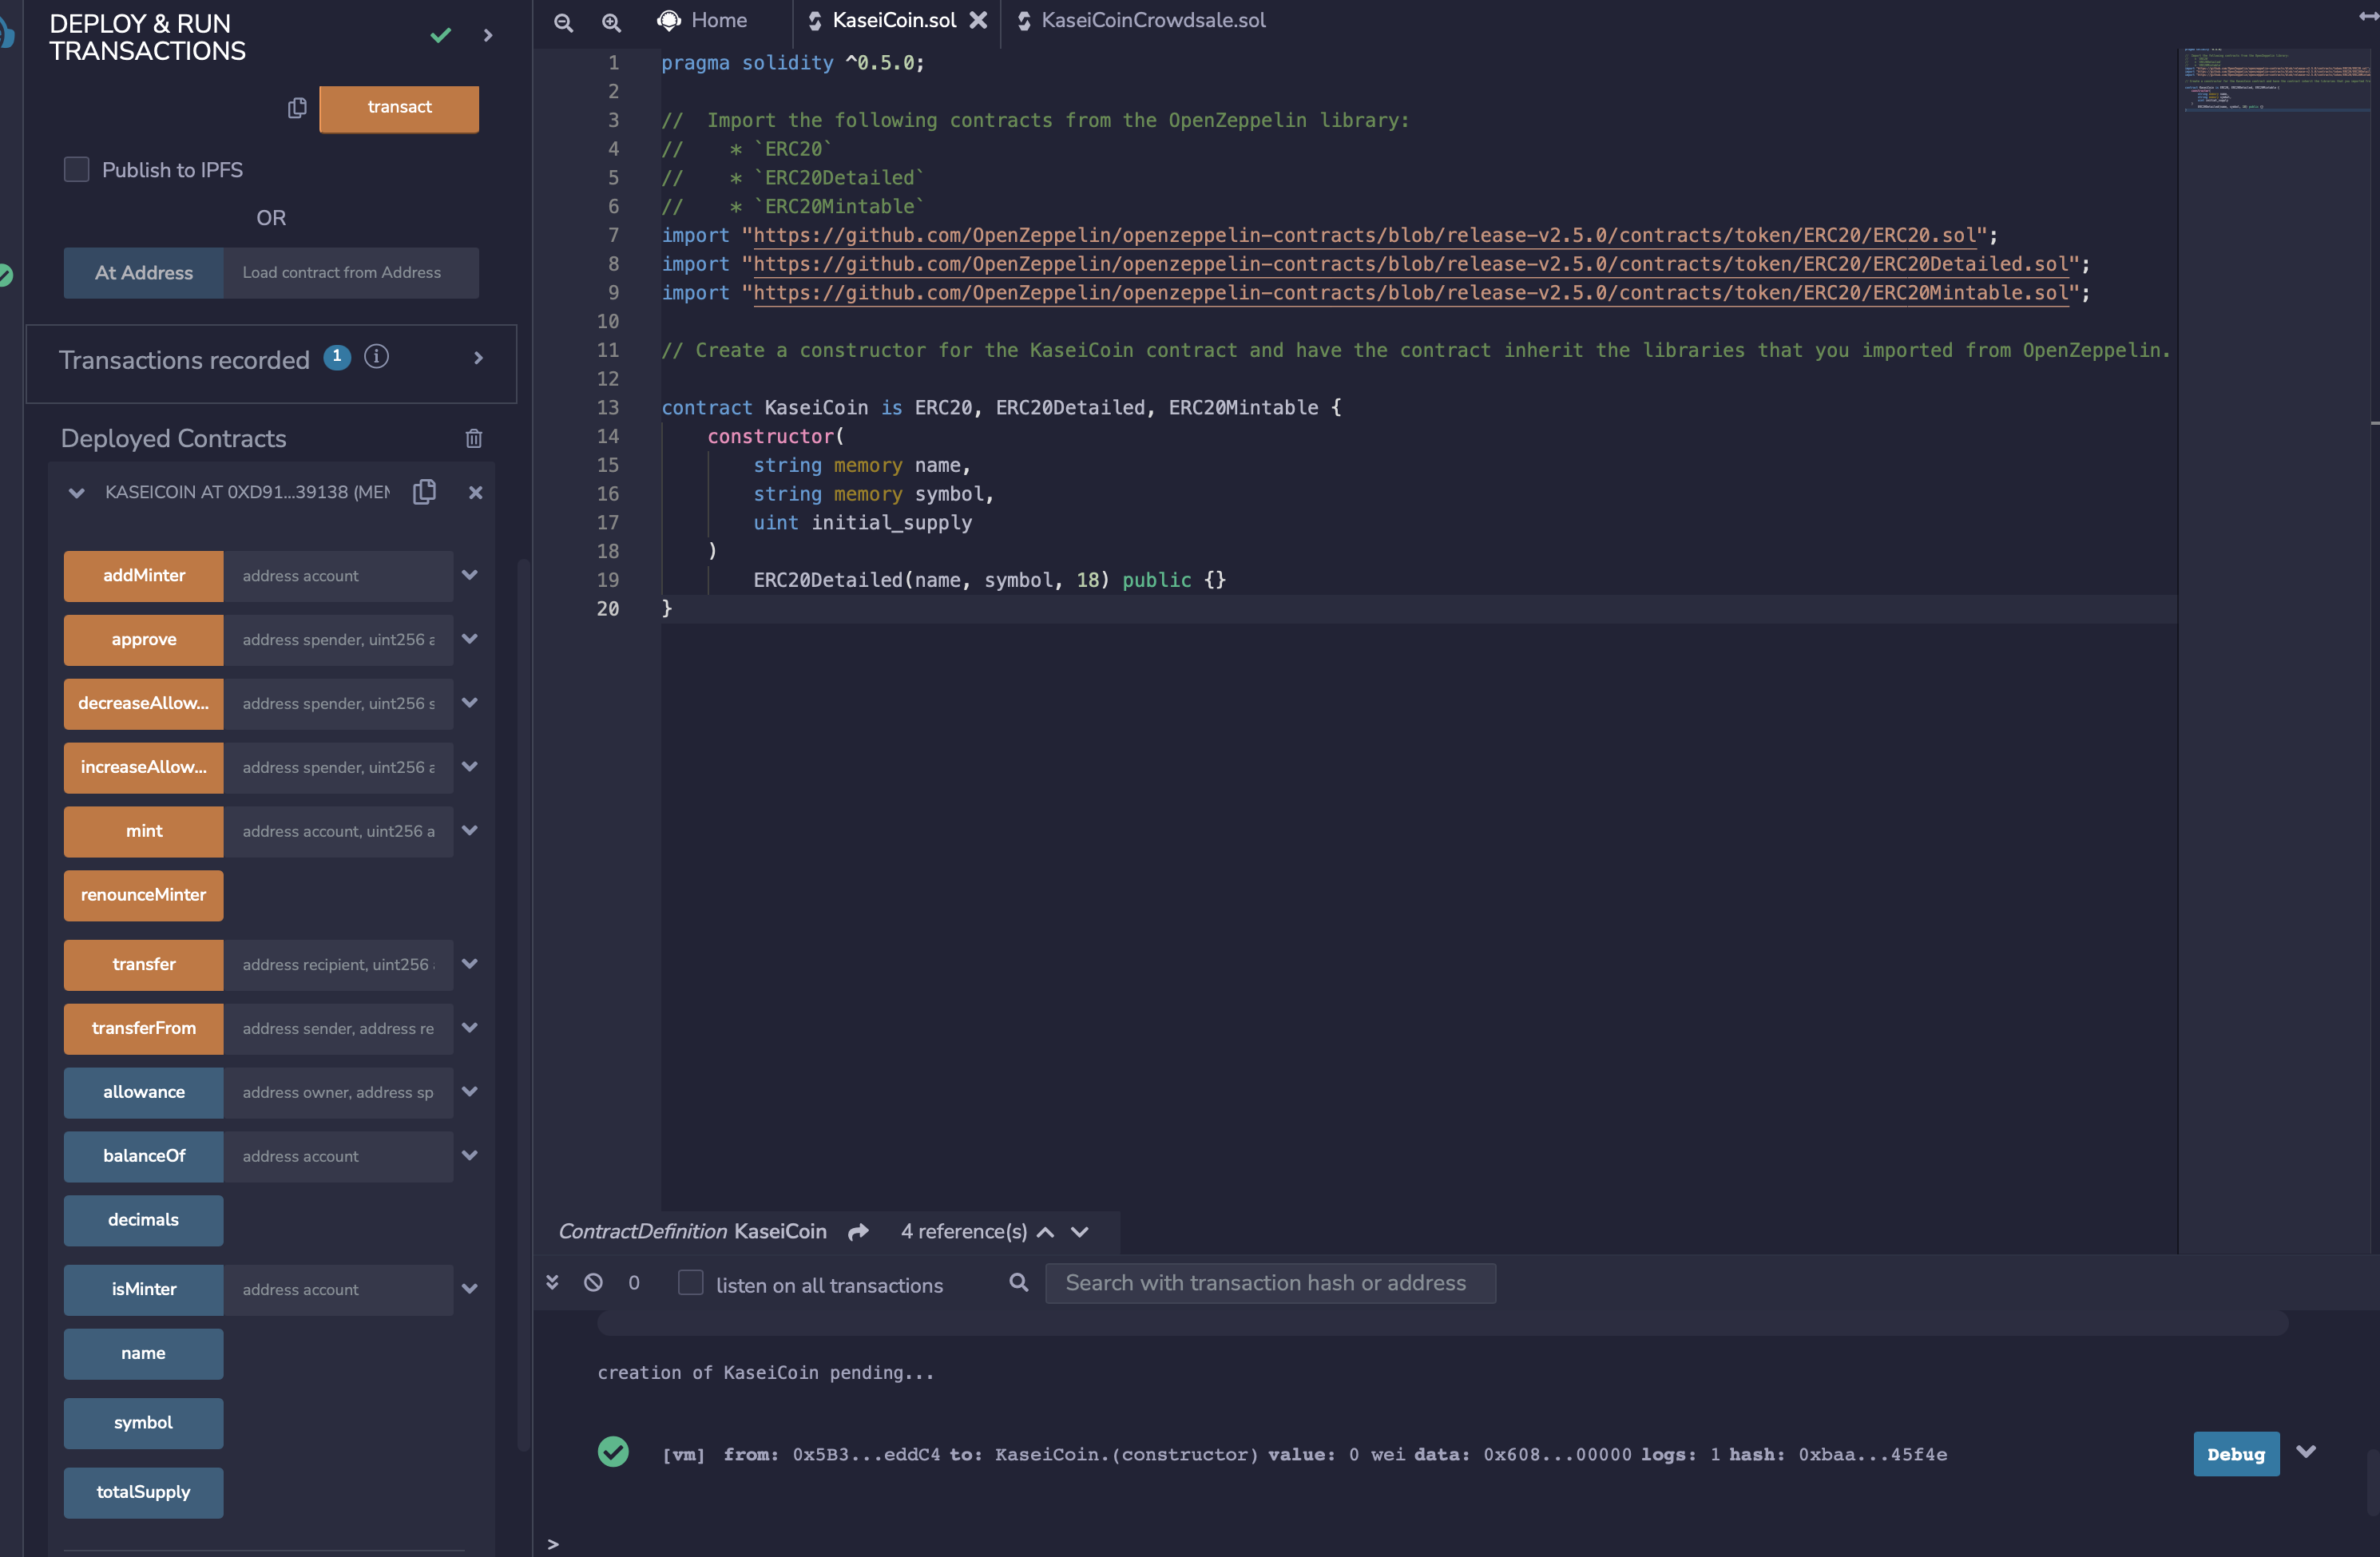 DEPLOY & RUN
TRANSACTIONS
transact
Publish to IPFS
OR
At Address
Load contract from Address
Transactions recorded 1 i
Deployed Contracts
KASEICOIN AT 0XD91...39138 (MEM
addMinter address account
approve address spender, uint256 a
decreaseAllow... address spender, uint256 s
increaseAllow... address spender, uint256 a
mint address account, uint256 a
renounceMinter
transfer address recipient, uint256
transferFrom address sender, address re
allowance address owner, address sp
balanceOf address account
decimals
isMinter address account
name
symbol
totalSupply
Home KaseiCoin.sol KaseiCoinCrowdsale.sol
1 pragma solidity ^0.5.0;
2
3 //  Import the following contracts from the OpenZeppelin library:
4 //    * `ERC20`
5 //    * `ERC20Detailed`
6 //    * `ERC20Mintable`
7 import "https://github.com/OpenZeppelin/openzeppelin-contracts/blob/release-v2.5.0/contracts/token/ERC20/ERC20.sol";
8 import "https://github.com/OpenZeppelin/openzeppelin-contracts/blob/release-v2.5.0/contracts/token/ERC20/ERC20Detailed.sol";
9 import "https://github.com/OpenZeppelin/openzeppelin-contracts/blob/release-v2.5.0/contracts/token/ERC20/ERC20Mintable.sol";
10
11 // Create a constructor for the KaseiCoin contract and have the contract inherit the libraries that you imported from OpenZeppelin.
12
13 contract KaseiCoin is ERC20, ERC20Detailed, ERC20Mintable {
14     constructor(
15         string memory name,
16         string memory symbol,
17         uint initial_supply
18     )
19         ERC20Detailed(name, symbol, 18) public {}
20 }
ContractDefinition KaseiCoin 4 reference(s)
0 listen on all transactions Search with transaction hash or address
creation of KaseiCoin pending...
[vm] from: 0x5B3...eddC4 to: KaseiCoin.(constructor) value: 0 wei data: 0x608...00000 logs: 1 hash: 0xbaa...45f4e
Debug
>